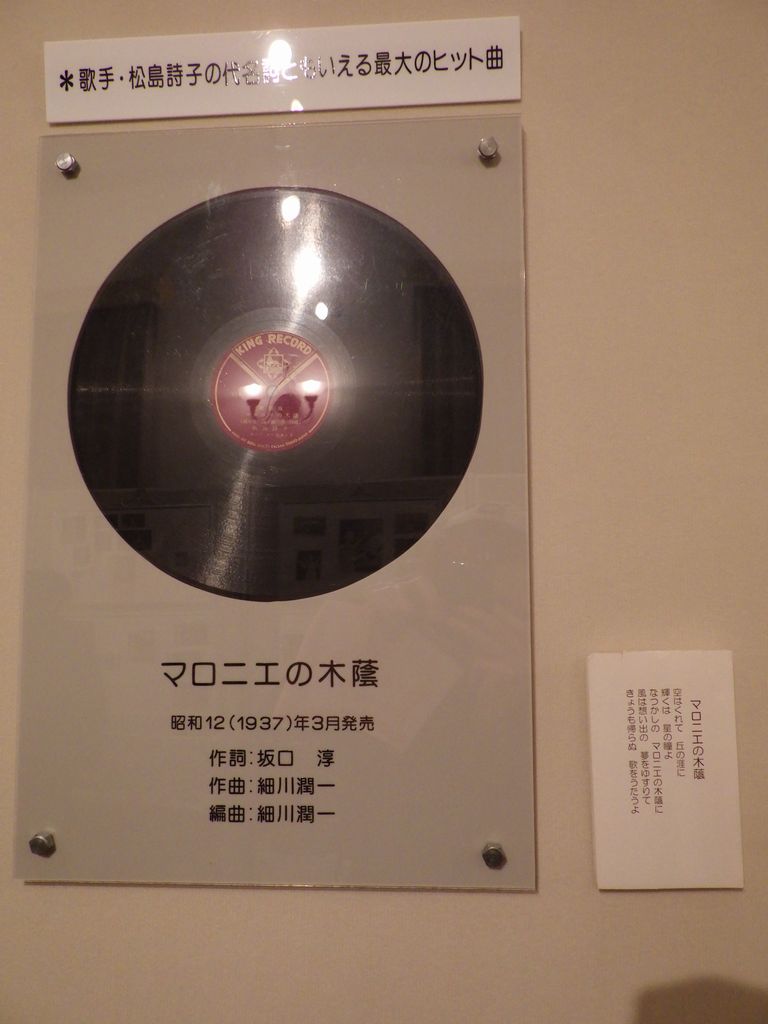 ＊歌手・松島詩子の代名詞ともいえる最大のヒット曲
KING RECORD
マロニエの木蔭
昭和12(1937)年3月発売
作詞：坂口　淳
作曲：細川潤一
編曲：細川潤一
マロニエの木蔭
空はくれて　丘の涯に
輝くは　星の瞳よ
なつかしの　マロニエの木蔭に
風は想い出の　夢をゆすりて
きょうも帰らぬ　歌をうたうよ